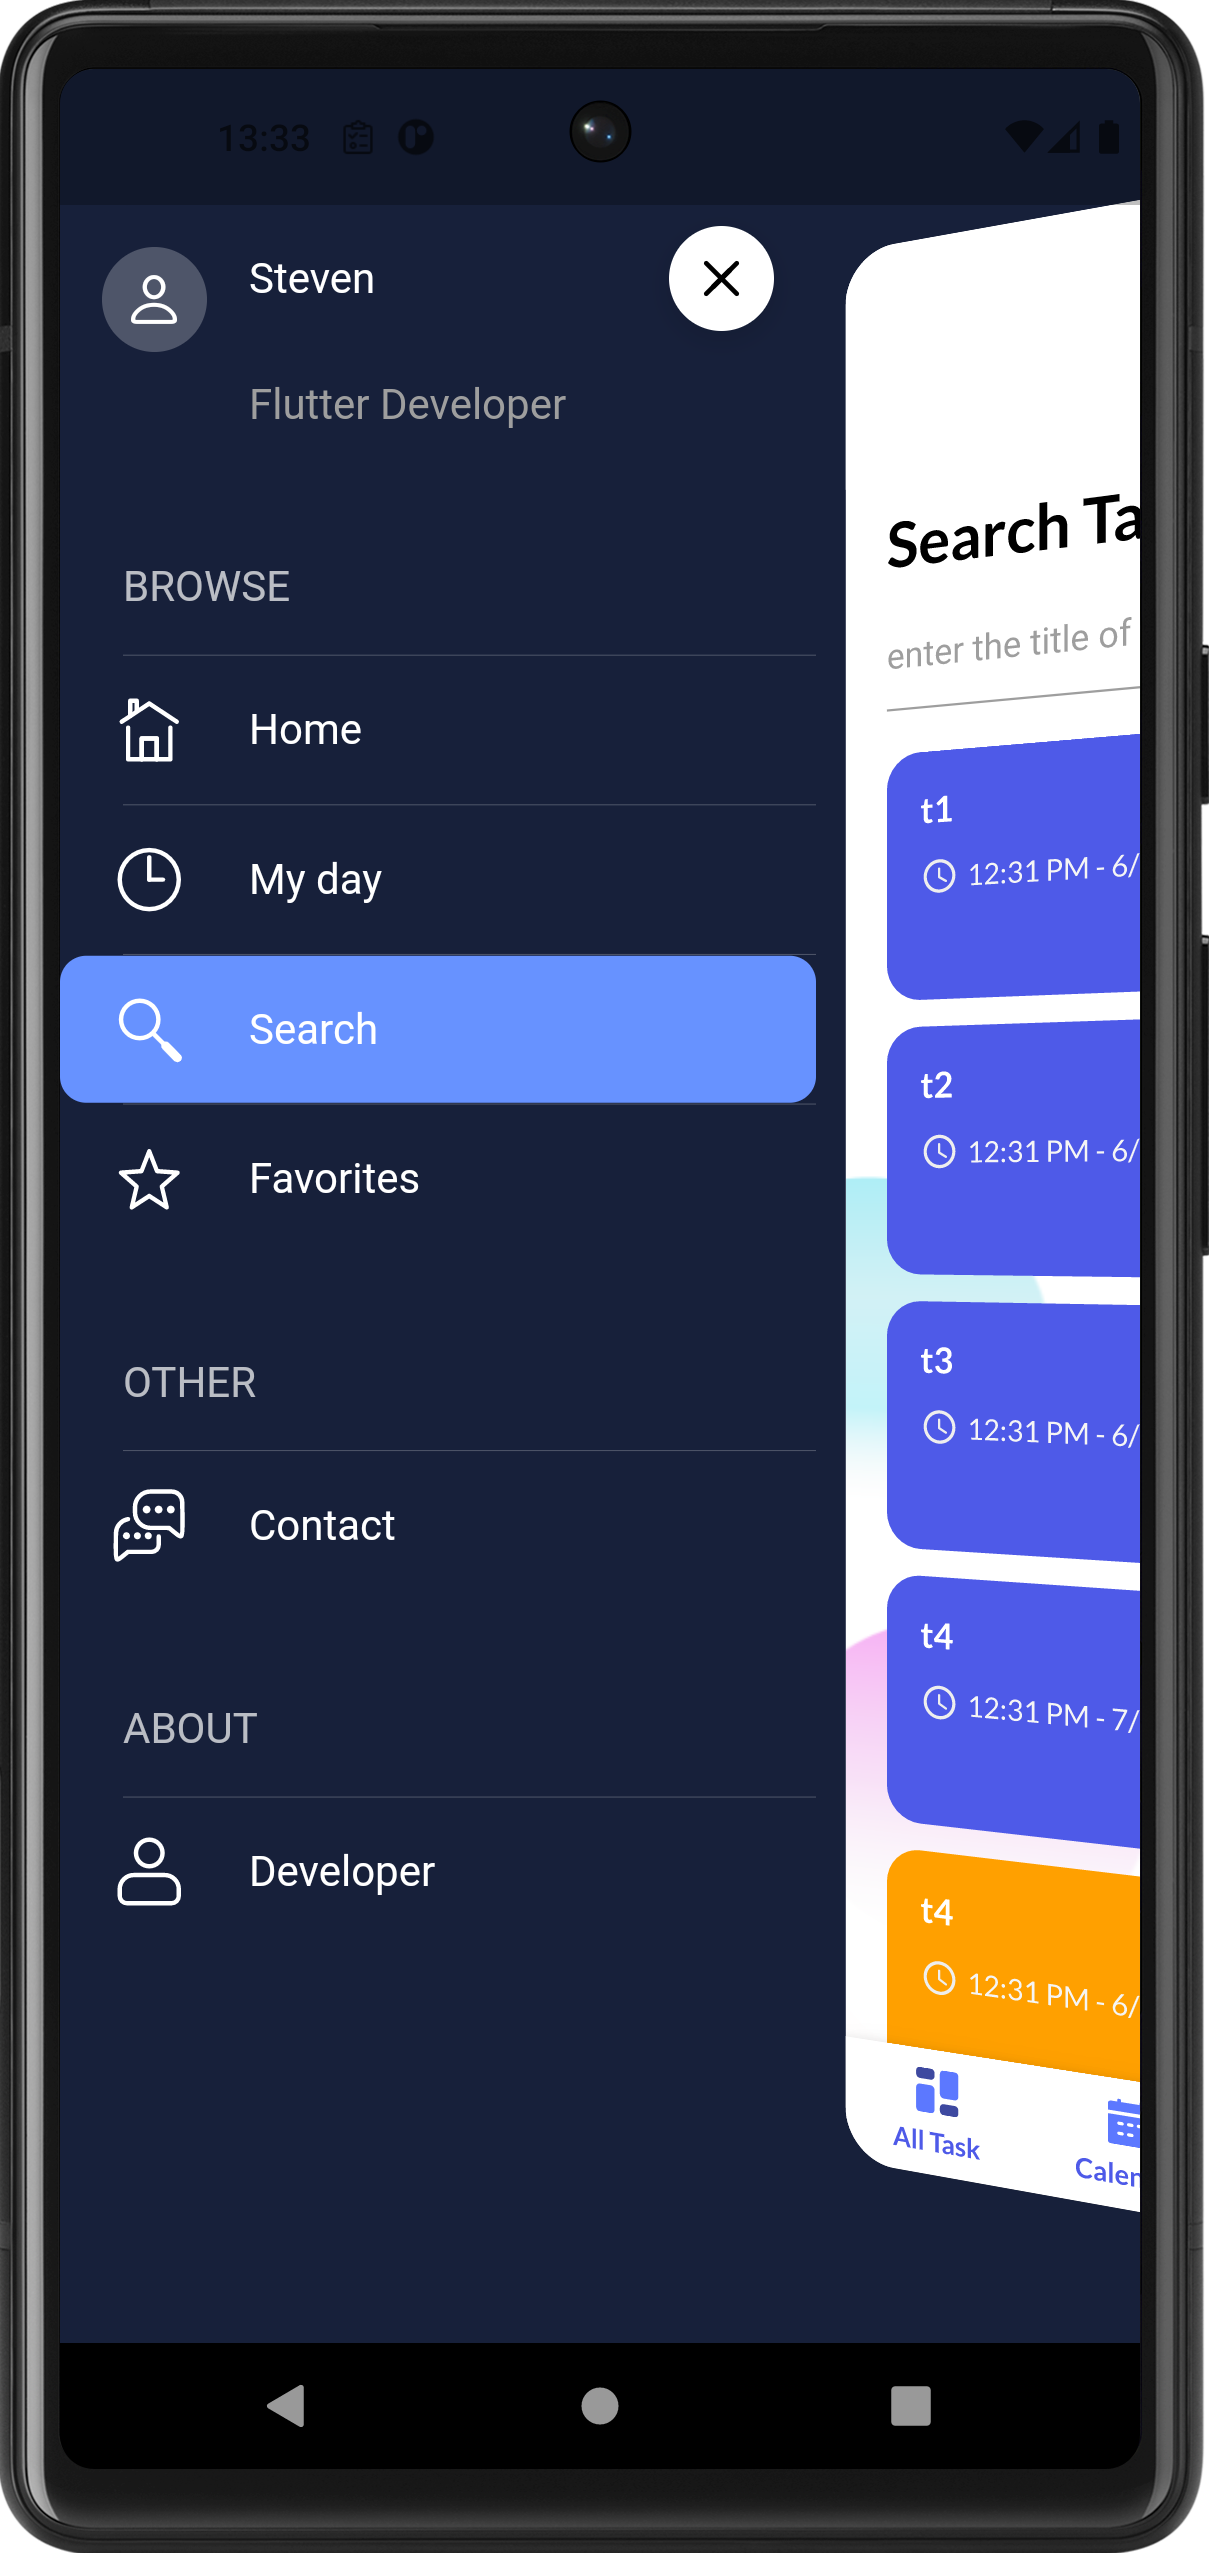 13:33
Steven
Flutter Developer
BROWSE
Home
My day
Search
Favorites
OTHER
Contact
ABOUT
Developer
Search Ta
enter the title of
t1
12:31 PM - 6/
t2
12:31 PM - 6/
t3
12:31 PM - 6/
t4
12:31 PM - 7/
t4
12:31 PM - 6/
All Task
Calen